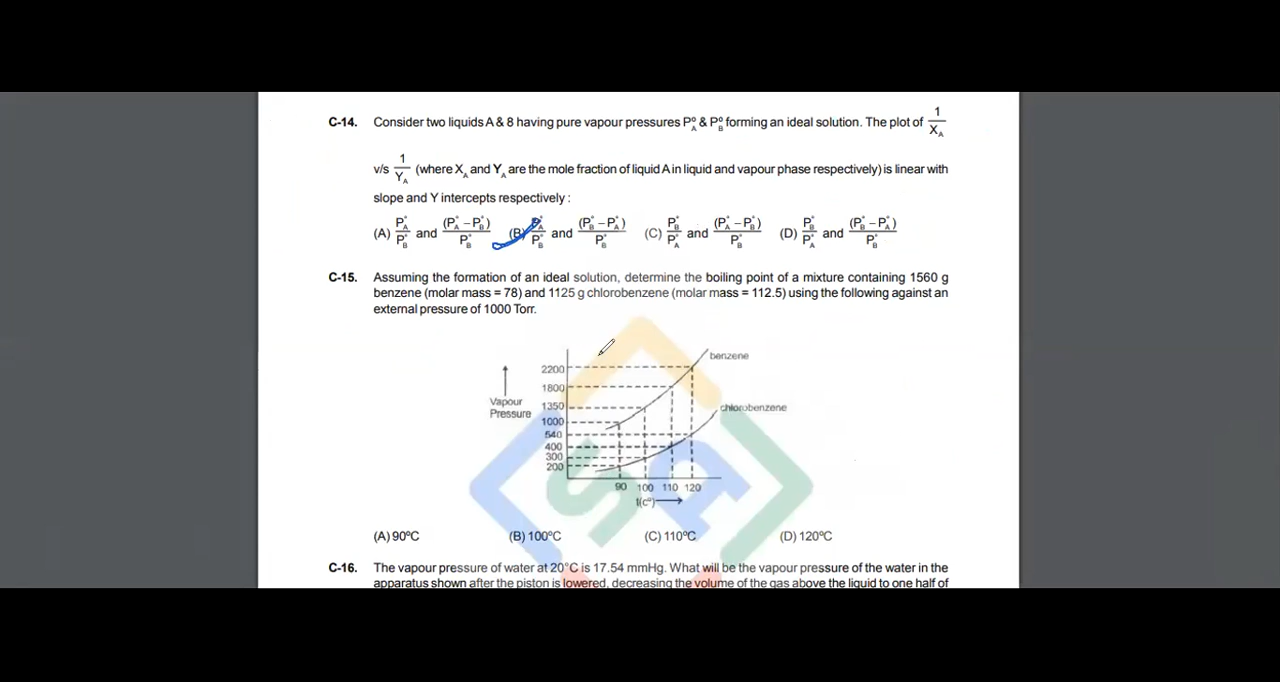 C-14. Consider two liquids A & 8 having pure vapour pressures P°A & P°B forming an ideal solution. The plot of 1/XA
v/s 1/YA (where XA and YA are the mole fraction of liquid A in liquid and vapour phase respectively) is linear with
slope and Y intercepts respectively :
(A) P°A/P°B and (P°A – P°B)/P°B (B) P°A/P°B and (P°B – P°A)/P°B (C) P°B/P°A and (P°A – P°B)/P°B (D) P°B/P°A and (P°B – P°A)/P°B
C-15. Assuming the formation of an ideal solution, determine the boiling point of a mixture containing 1560 g
benzene (molar mass = 78) and 1125 g chlorobenzene (molar mass = 112.5) using the following against an
external pressure of 1000 Torr.
benzene
2200
1800
Vapour
Pressure
1350
chlorobenzene
1000
540
400
300
200
90 100 110 120
t(c°)
(A) 90°C (B) 100°C (C) 110°C (D) 120°C
C-16. The vapour pressure of water at 20°C is 17.54 mmHg. What will be the vapour pressure of the water in the
apparatus shown after the piston is lowered, decreasing the volume of the gas above the liquid to one half of